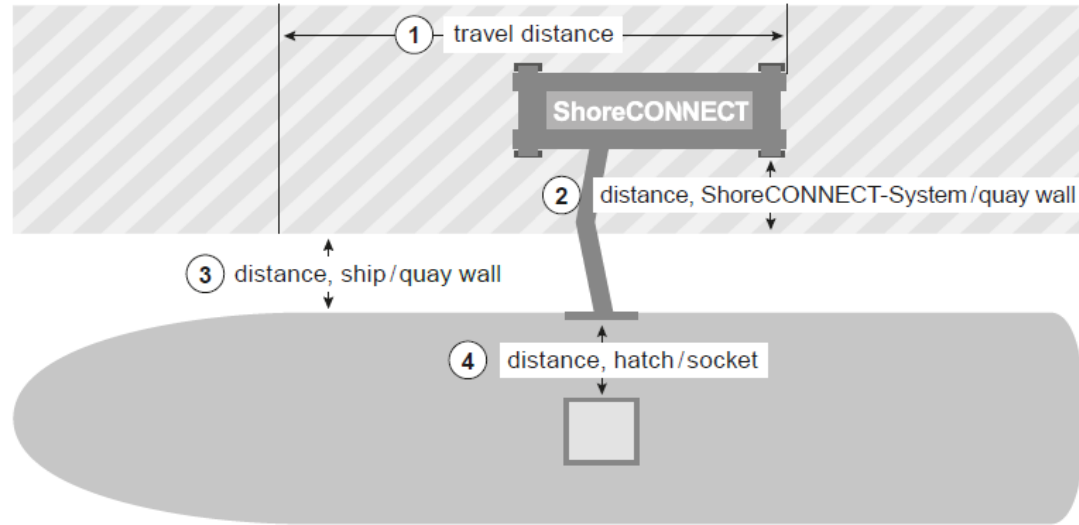 1 travel distance
ShoreCONNECT
2 distance, ShoreCONNECT-System/quay wall
3 distance, ship/quay wall
4 distance, hatch/socket